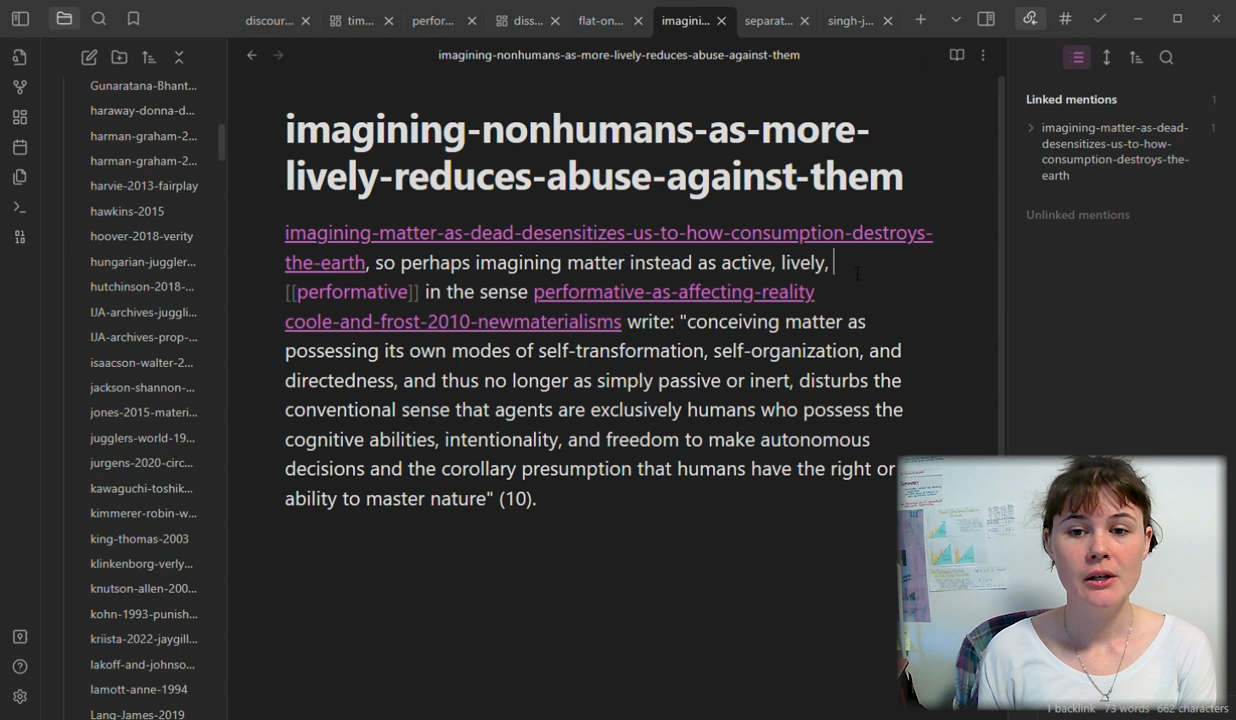 discour...
tim...
perfor...
diss...
flat-on...
imagini...
separat...
singh-j...
imagining-nonhumans-as-more-lively-reduces-abuse-against-them
Gunaratana-Bhant...
haraway-donna-d...
harman-graham-2...
harman-graham-2...
harvie-2013-fairplay
hawkins-2015
hoover-2018-verity
hungarian-juggler...
hutchinson-2018-...
IJA-archives-juggli...
IJA-archives-prop-...
isaacson-walter-2...
jackson-shannon-...
jones-2015-materi...
jugglers-world-19...
jurgens-2020-circ...
kawaguchi-toshik...
kimmerer-robin-w...
king-thomas-2003
klinkenborg-verly...
knutson-allen-200...
kohn-1993-punish...
kriista-2022-jaygill...
lakoff-and-johnso...
lamott-anne-1994
Lang-James-2019
imagining-nonhumans-as-more-
lively-reduces-abuse-against-them
imagining-matter-as-dead-desensitizes-us-to-how-consumption-destroys-
the-earth, so perhaps imagining matter instead as active, lively,
[[performative]] in the sense performative-as-affecting-reality
coole-and-frost-2010-newmaterialisms write: "conceiving matter as
possessing its own modes of self-transformation, self-organization, and
directedness, and thus no longer as simply passive or inert, disturbs the
conventional sense that agents are exclusively humans who possess the
cognitive abilities, intentionality, and freedom to make autonomous
decisions and the corollary presumption that humans have the right or
ability to master nature" (10).
Linked mentions 1
imagining-matter-as-dead- 1
desensitizes-us-to-how-
consumption-destroys-the-
earth
Unlinked mentions
1 backlink 73 words 662 characters